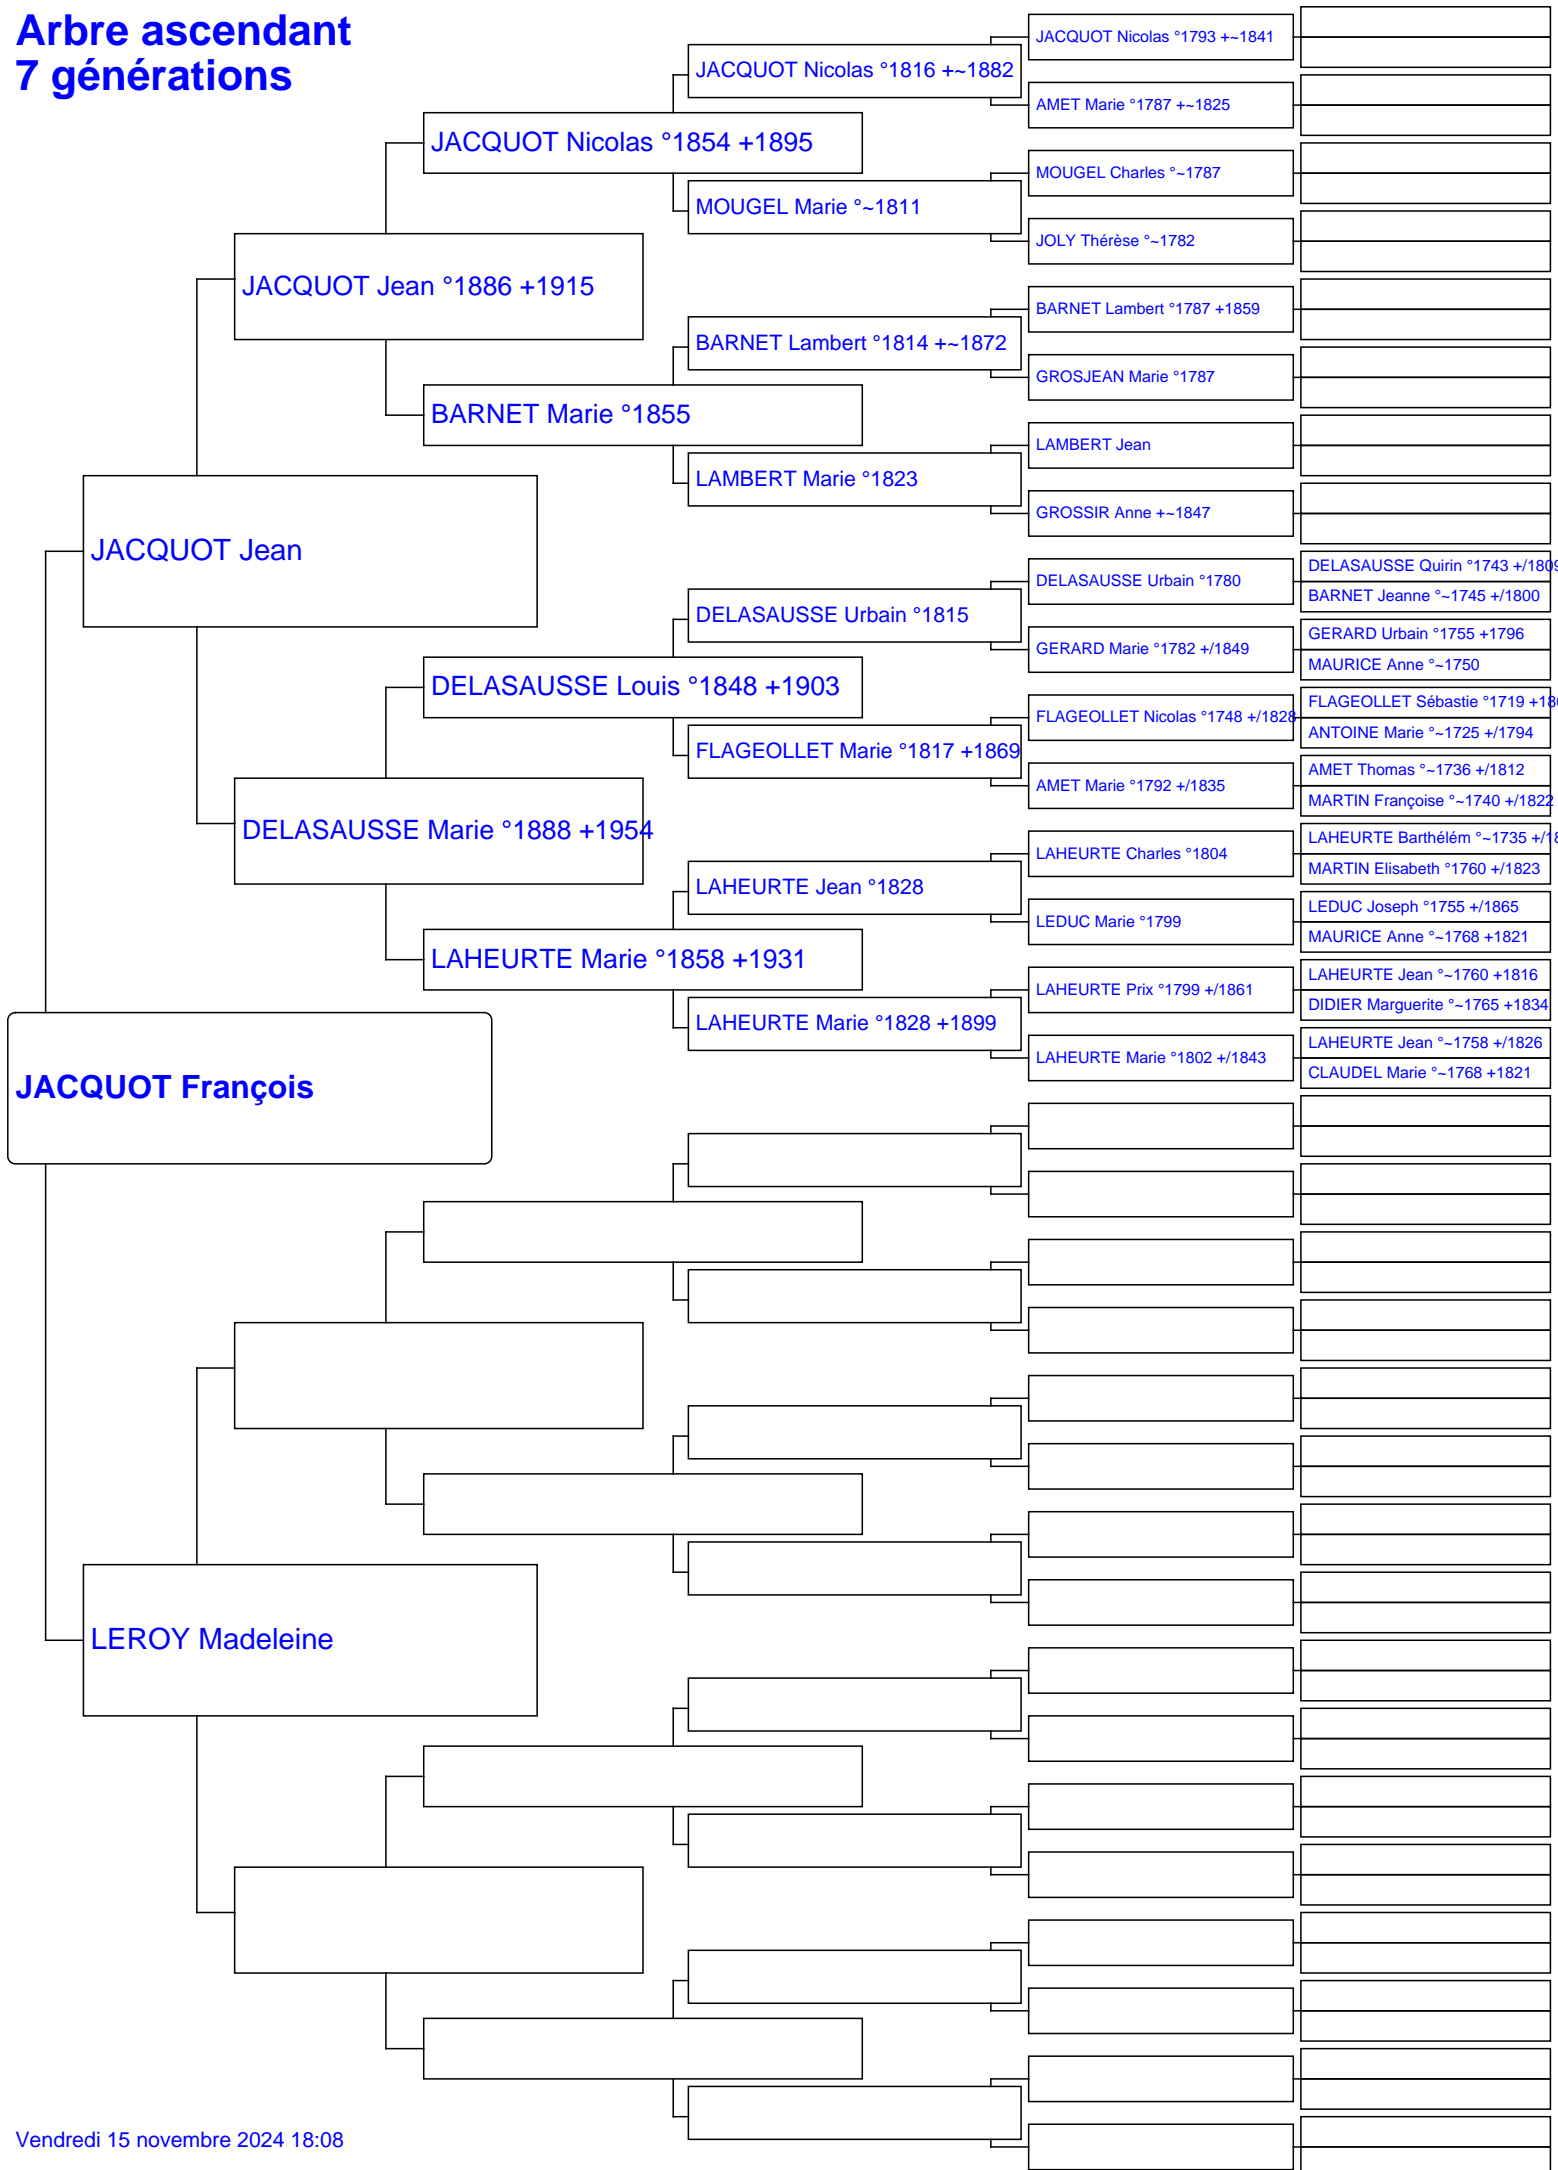 Arbre ascendant
7 générations
JACQUOT François
JACQUOT Jean
LEROY Madeleine
JACQUOT Jean °1886 +1915
DELASAUSSE Marie °1888 +1954
JACQUOT Nicolas °1854 +1895
BARNET Marie °1855
DELASAUSSE Louis °1848 +1903
LAHEURTE Marie °1858 +1931
JACQUOT Nicolas °1816 +~1882
MOUGEL Marie °~1811
BARNET Lambert °1814 +~1872
LAMBERT Marie °1823
DELASAUSSE Urbain °1815
FLAGEOLLET Marie °1817 +1869
LAHEURTE Jean °1828
LAHEURTE Marie °1828 +1899
JACQUOT Nicolas °1793 +~1841
AMET Marie °1787 +~1825
MOUGEL Charles °~1787
JOLY Thérèse °~1782
BARNET Lambert °1787 +1859
GROSJEAN Marie °1787
LAMBERT Jean
GROSSIR Anne +~1847
DELASAUSSE Urbain °1780
GERARD Marie °1782 +/1849
FLAGEOLLET Nicolas °1748 +/1828
AMET Marie °1792 +/1835
LAHEURTE Charles °1804
LEDUC Marie °1799
LAHEURTE Prix °1799 +/1861
LAHEURTE Marie °1802 +/1843
DELASAUSSE Quirin °1743 +/1809
BARNET Jeanne °~1745 +/1800
GERARD Urbain °1755 +1796
MAURICE Anne °~1750
FLAGEOLLET Sébastie °1719 +18
ANTOINE Marie °~1725 +/1794
AMET Thomas °~1736 +/1812
MARTIN Françoise °~1740 +/1822
LAHEURTE Barthélém °~1735 +/18
MARTIN Elisabeth °1760 +/1823
LEDUC Joseph °1755 +/1865
MAURICE Anne °~1768 +1821
LAHEURTE Jean °~1760 +1816
DIDIER Marguerite °~1765 +1834
LAHEURTE Jean °~1758 +/1826
CLAUDEL Marie °~1768 +1821
Vendredi 15 novembre 2024 18:08